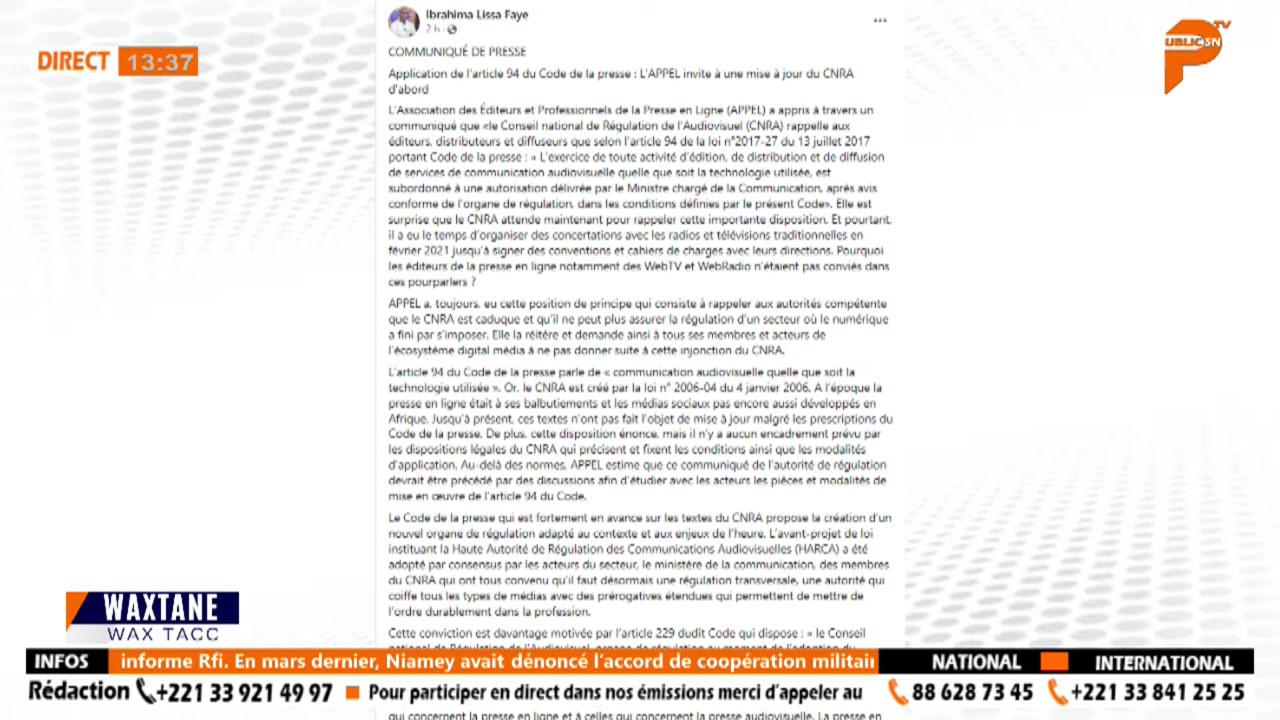 DIRECT 13:37
PUBLIC SN TV
Ibrahima Lissa Faye
2 h
COMMUNIQUÉ DE PRESSE
Application de l'article 94 du Code de la presse : L'APPEL invite à une mise à jour du CNRA
d'abord
L'Association des Éditeurs et Professionnels de la Presse en Ligne (APPEL) a appris à travers un
communiqué que «le Conseil national de Régulation de l'Audiovisuel (CNRA) rappelle aux
éditeurs, distributeurs et diffuseurs que selon l'article 94 de la loi n°2017-27 du 13 juillet 2017
portant Code de la presse : « L'exercice de toute activité d'édition, de distribution et de diffusion
de services de communication audiovisuelle quelle que soit la technologie utilisée, est
subordonné à une autorisation délivrée par le Ministre chargé de la Communication, après avis
conforme de l'organe de régulation, dans les conditions définies par le présent Code». Elle est
surprise que le CNRA attende maintenant pour rappeler cette importante disposition. Et pourtant,
il a eu le temps d'organiser des concertations avec les radios et télévisions traditionnelles en
février 2021 jusqu'à signer des conventions et cahiers de charges avec leurs directions. Pourquoi
les éditeurs de la presse en ligne notamment des WebTV et WebRadio n'étaient pas conviés dans
ces pourparlers ?
APPEL a, toujours, eu cette position de principe qui consiste à rappeler aux autorités compétente
que le CNRA est caduque et qu'il ne peut plus assurer la régulation d'un secteur où le numérique
a fini par s'imposer. Elle la réitère et demande ainsi à tous ses membres et acteurs de
l'écosystème digital média à ne pas donner suite à cette injonction du CNRA.
L'article 94 du Code de la presse parle de « communication audiovisuelle quelle que soit la
technologie utilisée ». Or, le CNRA est créé par la loi n° 2006-04 du 4 janvier 2006. A l'époque la
presse en ligne était à ses balbutiements et les médias sociaux pas encore aussi développés en
Afrique. Jusqu'à présent, ces textes n'ont pas fait l'objet de mise à jour malgré les prescriptions du
Code de la presse. De plus, cette disposition énonce, mais il n'y a aucun encadrement prévu par
les dispositions légales du CNRA qui précisent et fixent les conditions ainsi que les modalités
d'application. Au-delà des normes, APPEL estime que ce communiqué de l'autorité de régulation
devrait être précédé par des discussions afin d'étudier avec les acteurs les pièces et modalités de
mise en œuvre de l'article 94 du Code.
Le Code de la presse qui est fortement en avance sur les textes du CNRA propose la création d'un
nouvel organe de régulation adapté au contexte et aux enjeux de l'heure. L'avant-projet de loi
instituant la Haute Autorité de Régulation des Communications Audiovisuelles (HARCA) a été
adopté par consensus par les acteurs du secteur, le ministère de la communication, des membres
du CNRA qui ont tous convenu qu'il faut désormais une régulation transversale, une autorité qui
coiffe tous les types de médias avec des prérogatives étendues qui permettent de mettre de
l'ordre durablement dans la profession.
Cette conviction est davantage motivée par l'article 229 dudit Code qui dispose : « le Conseil
WAXTANE
WAX TACC
INFOS informe Rfi. En mars dernier, Niamey avait dénoncé l'accord de coopération militair NATIONAL INTERNATIONAL
Rédaction +221 33 921 49 97 Pour participer en direct dans nos émissions merci d'appeler au 88 628 73 45 +221 33 841 25 25
qui concernent la presse en ligne et à celles qui concernent la presse audiovisuelle. La presse en